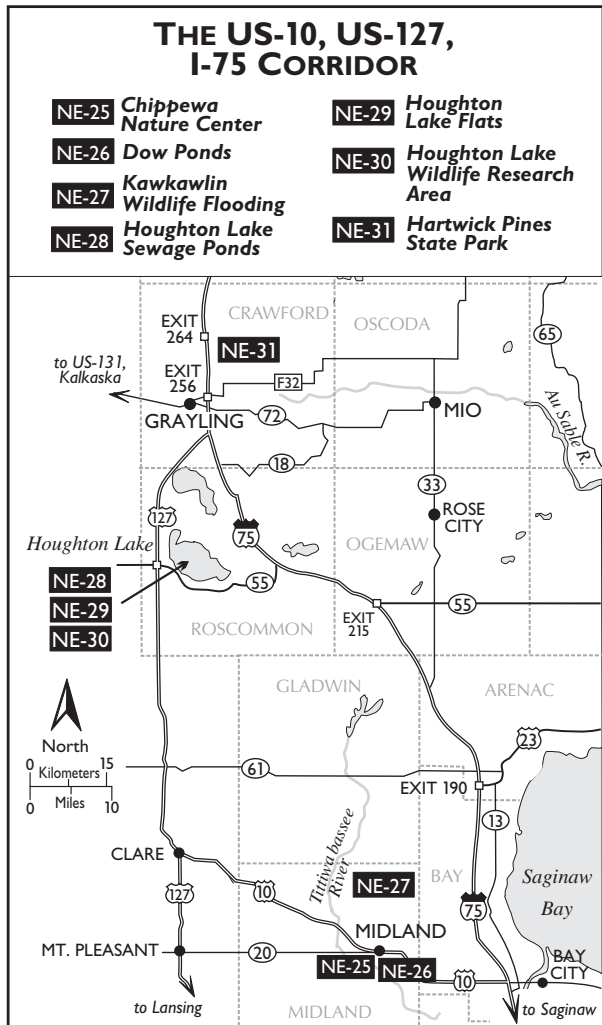 THE US-10, US-127,
I-75 CORRIDOR
NE-25 Chippewa
Nature Center
NE-26 Dow Ponds
NE-27 Kawkawlin
Wildlife Flooding
NE-28 Houghton Lake
Sewage Ponds
NE-29 Houghton
Lake Flats
NE-30 Houghton Lake
Wildlife Research
Area
NE-31 Hartwick Pines
State Park
CRAWFORD
OSCODA
EXIT
264
65
NE-31
to US-131,
Kalkaska
EXIT
256
F32
GRAYLING
72
MIO
Au Sable R.
18
33
127
75
ROSE
CITY
Houghton Lake
OGEMAW
NE-28
NE-29
NE-30
55
EXIT
215
55
ROSCOMMON
GLADWIN
ARENAC
North
0 15
Kilometers
Miles
0 10
23
61
EXIT 190
13
CLARE
Tittiwabassee
River
BAY
Saginaw
Bay
127
10
NE-27
75
MIDLAND
MT. PLEASANT
20
NE-25
NE-26
10
BAY
CITY
to Lansing
MIDLAND
to Saginaw